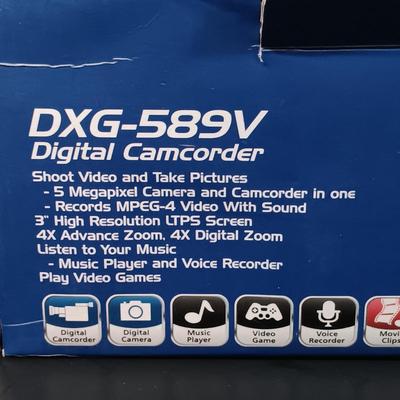 DXG-589V
Digital Camcorder
Shoot Video and Take Pictures
- 5 Megapixel Camera and Camcorder in one
- Records MPEG-4 Video With Sound
3" High Resolution LTPS Screen
4X Advance Zoom, 4X Digital Zoom
Listen to Your Music
- Music Player and Voice Recorder
Play Video Games
Digital Camcorder
Digital Camera
Music Player
Video Game
Voice Recorder
Movi Clips